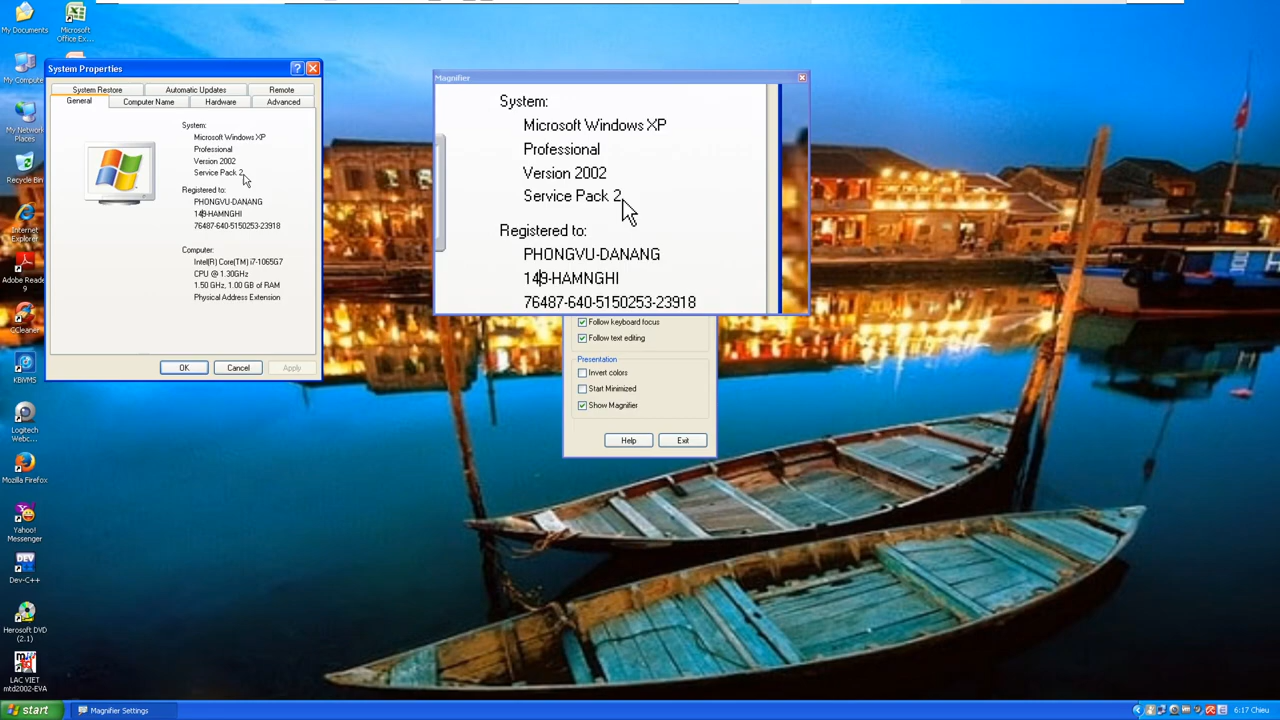 My Documents
Microsoft
Office Ex...
My Compute
My Network
Places
Recycle Bin
Internet
Explorer
Adobe Reade
9
CCleaner
KBIVMS
Logitech
Webc...
Mozilla Firefox
Yahoo!
Messenger
DEV
Dev-C++
Herosoft DVD
(2.1)
LAC VIET
mtd2002-EVA
System Properties
System Restore
Automatic Updates
Remote
General
Computer Name
Hardware
Advanced
System:
Microsoft Windows XP
Professional
Version 2002
Service Pack 2
Registered to:
PHONGVU-DANANG
149-HAMNGHI
76487-640-5150253-23918
Computer:
Intel(R) Core(TM) i7-1065G7
CPU @ 1.30GHz
1.50 GHz, 1.00 GB of RAM
Physical Address Extension
OK
Cancel
Apply
Magnifier
System:
Microsoft Windows XP
Professional
Version 2002
Service Pack 2
Registered to:
PHONGVU-DANANG
149-HAMNGHI
76487-640-5150253-23918
Follow keyboard focus
Follow text editing
Presentation
Invert colors
Start Minimized
Show Magnifier
Help
Exit
start
Magnifier Settings
6:17 Chieu